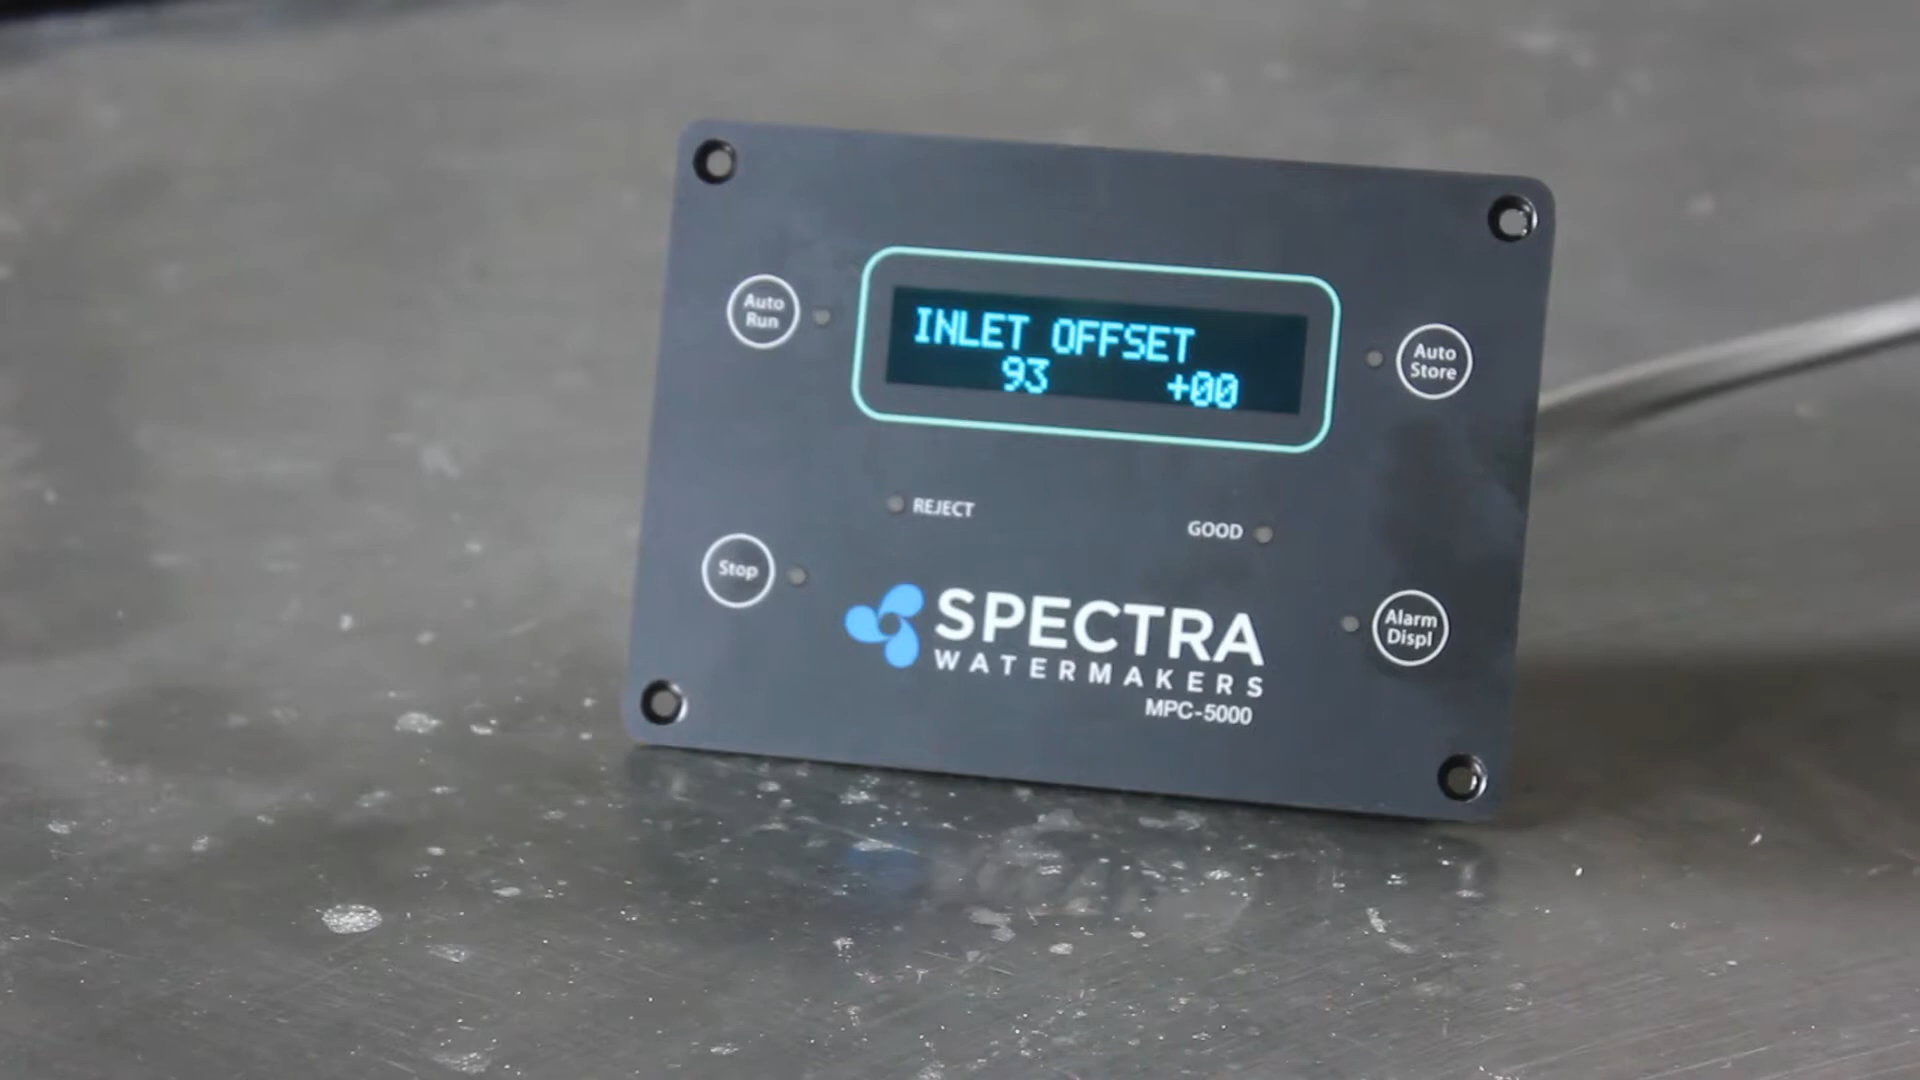 INLET OFFSET
93 +00
Auto
Run
Auto
Store
REJECT
GOOD
Stop
Alarm
Displ
SPECTRA
WATERMAKERS
MPC-5000